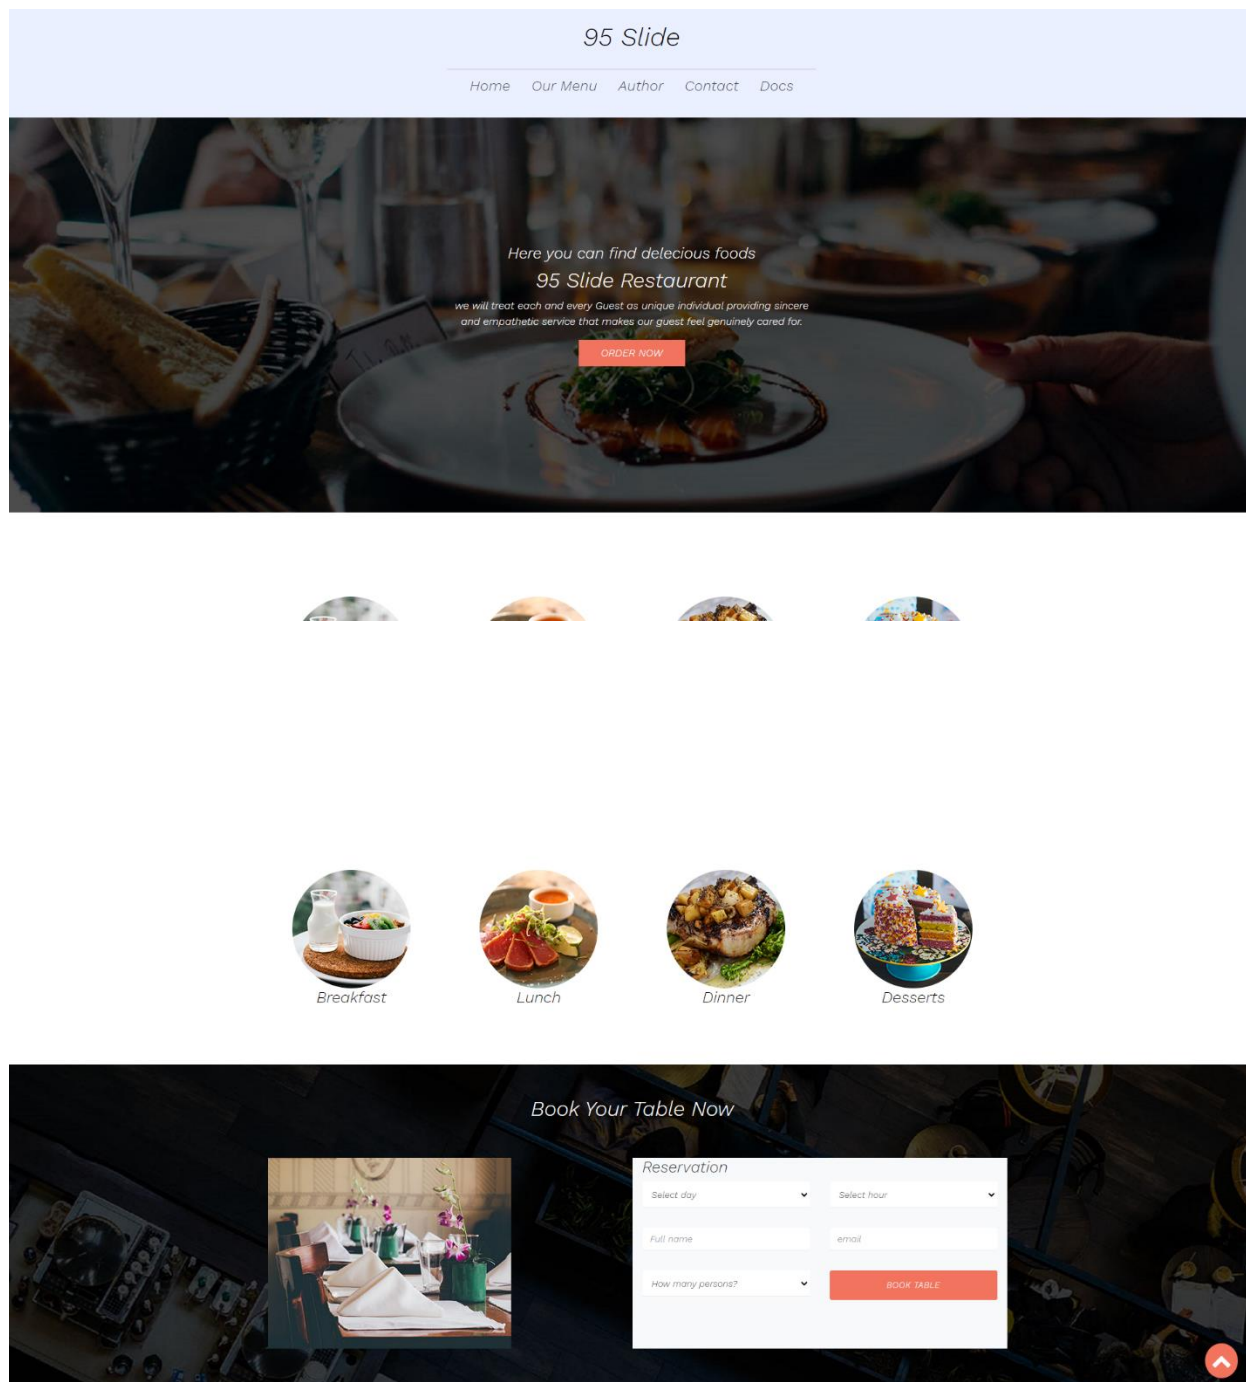 95 Slide
Home Our Menu Author Contact Docs
Here you can find delecious foods
95 Slide Restaurant
we will treat each and every Guest as unique individual providing sincere
and empathetic service that makes our guest feel genuinely cared for.
ORDER NOW
Breakfast Lunch Dinner Desserts
Book Your Table Now
Reservation
Select day Select hour
Full name email
How many persons? BOOK TABLE